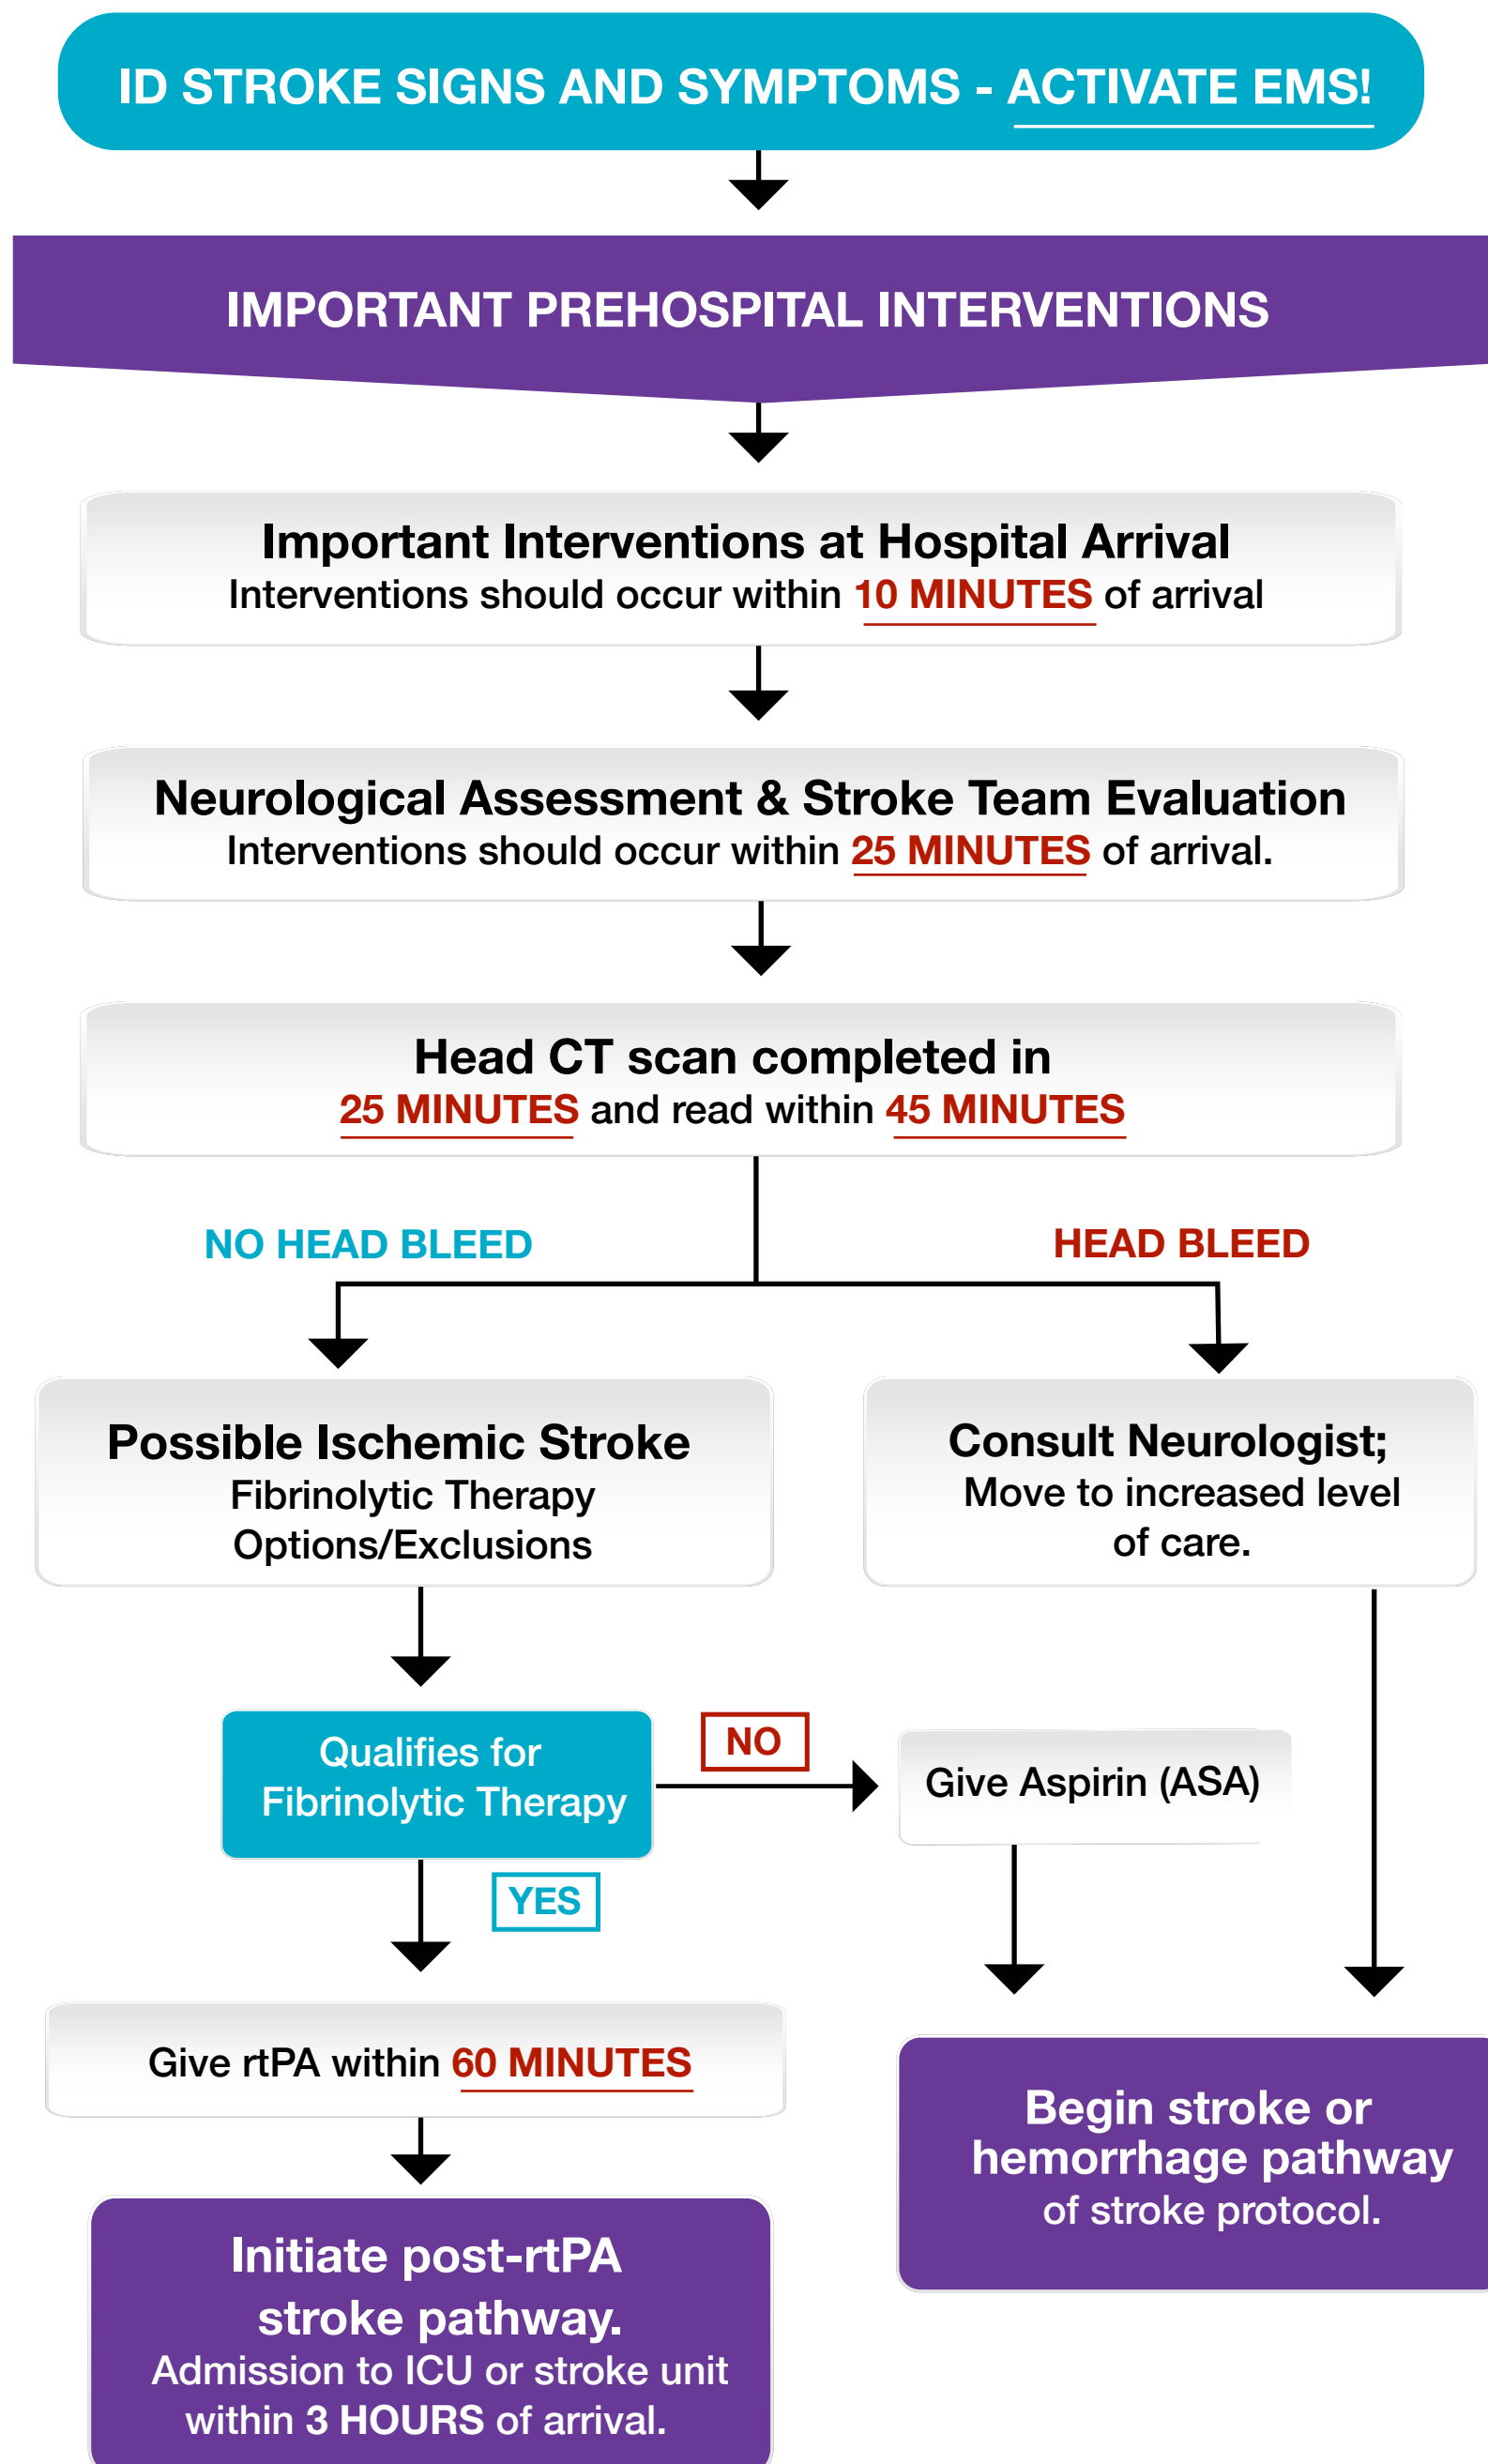 ID STROKE SIGNS AND SYMPTOMS - ACTIVATE EMS!
IMPORTANT PREHOSPITAL INTERVENTIONS
Important Interventions at Hospital Arrival
Interventions should occur within 10 MINUTES of arrival
Neurological Assessment & Stroke Team Evaluation
Interventions should occur within 25 MINUTES of arrival.
Head CT scan completed in
25 MINUTES and read within 45 MINUTES
NO HEAD BLEED
HEAD BLEED
Possible Ischemic Stroke
Fibrinolytic Therapy
Options/Exclusions
Consult Neurologist;
Move to increased level
of care.
Qualifies for
Fibrinolytic Therapy
NO
Give Aspirin (ASA)
YES
Give rtPA within 60 MINUTES
Begin stroke or
hemorrhage pathway
of stroke protocol.
Initiate post-rtPA
stroke pathway.
Admission to ICU or stroke unit
within 3 HOURS of arrival.